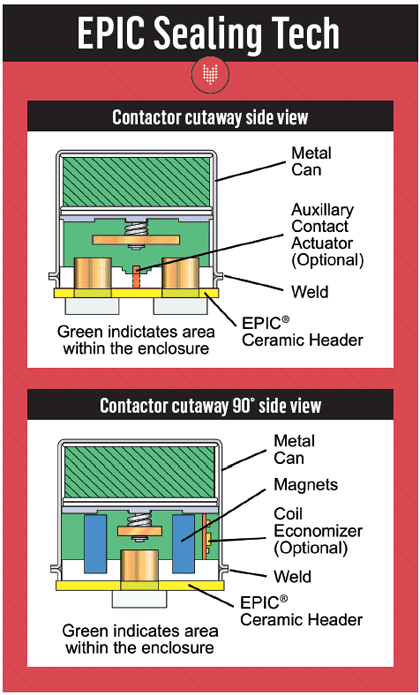 EPIC Sealing Tech
Contactor cutaway side view
Metal
Can
Auxillary
Contact
Actuator
(Optional)
Weld
EPIC®
Ceramic Header
Green indictates area
within the enclosure
Contactor cutaway 90° side view
Metal
Can
Magnets
Coil
Economizer
(Optional)
Weld
EPIC®
Ceramic Header
Green indicates area
within the enclosure